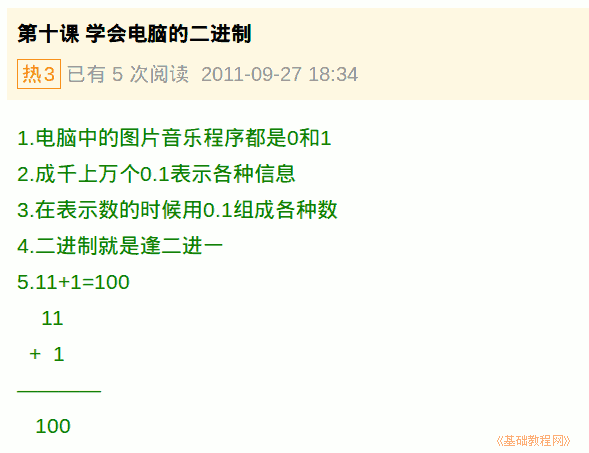 第十课 学会电脑的二进制
热3 已有 5 次阅读 2011-09-27 18:34
1.电脑中的图片音乐程序都是0和1
2.成千上万个0.1表示各种信息
3.在表示数的时候用0.1组成各种数
4.二进制就是逢二进一
5.11+1=100
11
+ 1
———————
100
《基础教程网》